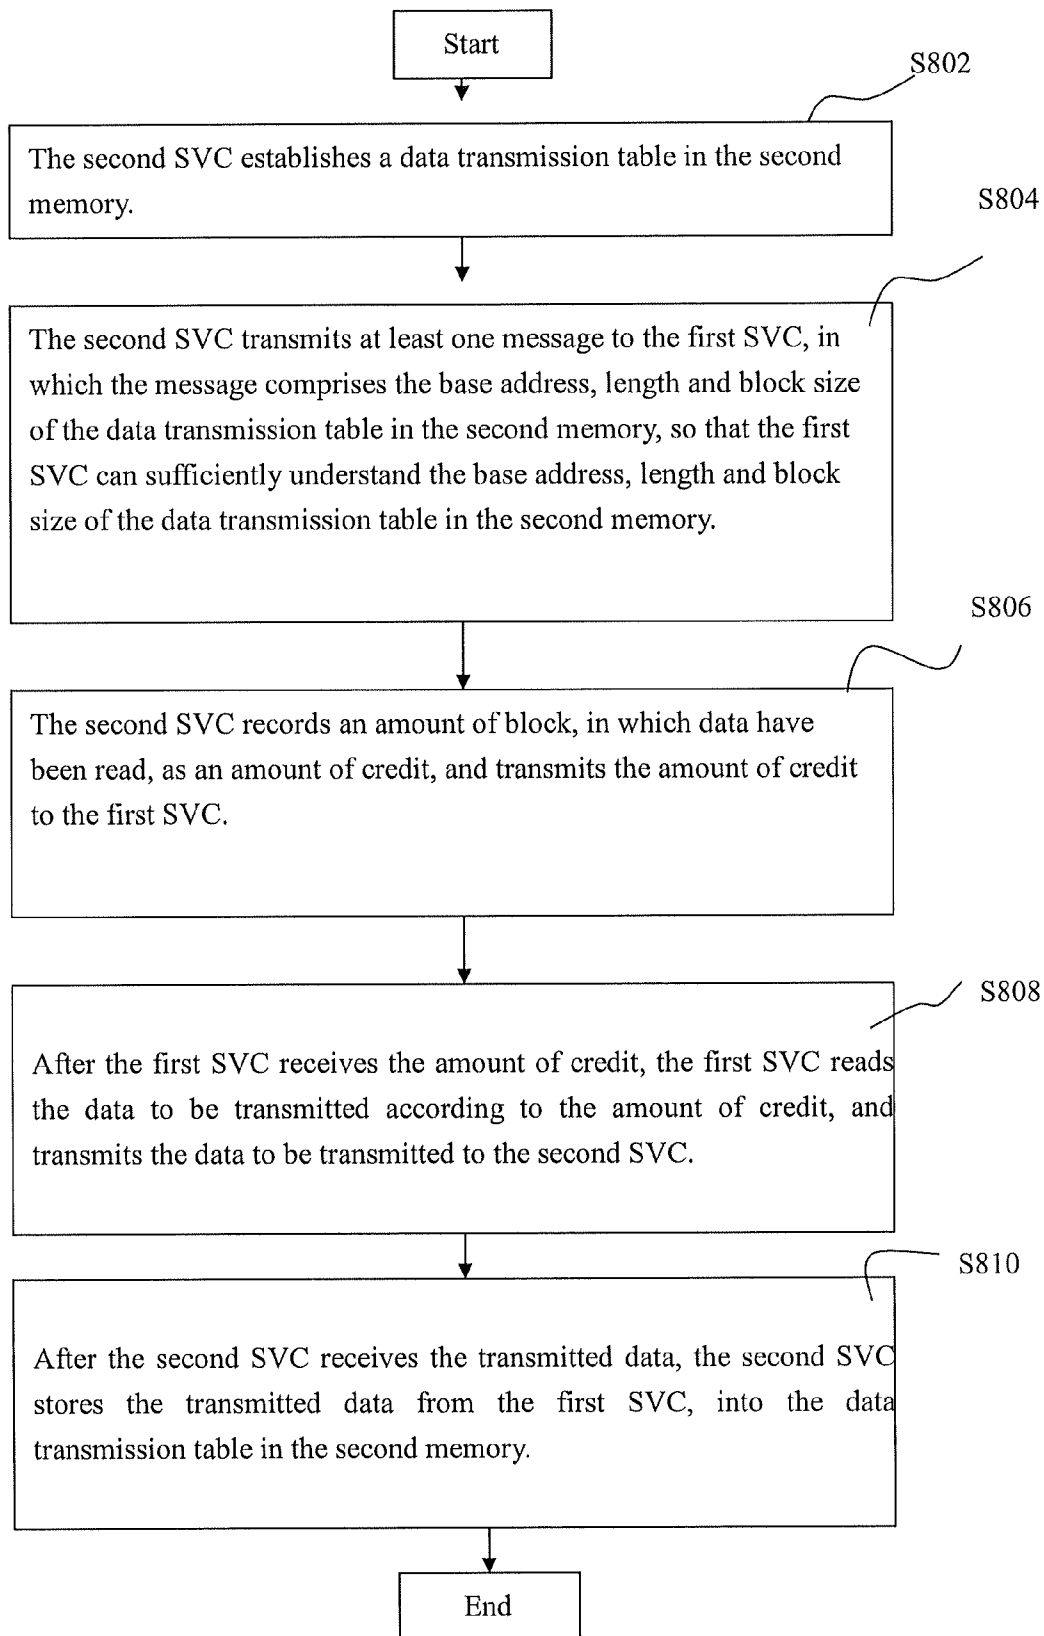 Start
S802
The second SVC establishes a data transmission table in the second
memory.
S804
The second SVC transmits at least one message to the first SVC, in
which the message comprises the base address, length and block size
of the data transmission table in the second memory, so that the first
SVC can sufficiently understand the base address, length and block
size of the data transmission table in the second memory.
S806
The second SVC records an amount of block, in which data have
been read, as an amount of credit, and transmits the amount of credit
to the first SVC.
S808
After the first SVC receives the amount of credit, the first SVC reads
the data to be transmitted according to the amount of credit, and
transmits the data to be transmitted to the second SVC.
S810
After the second SVC receives the transmitted data, the second SVC
stores the transmitted data from the first SVC, into the data
transmission table in the second memory.
End